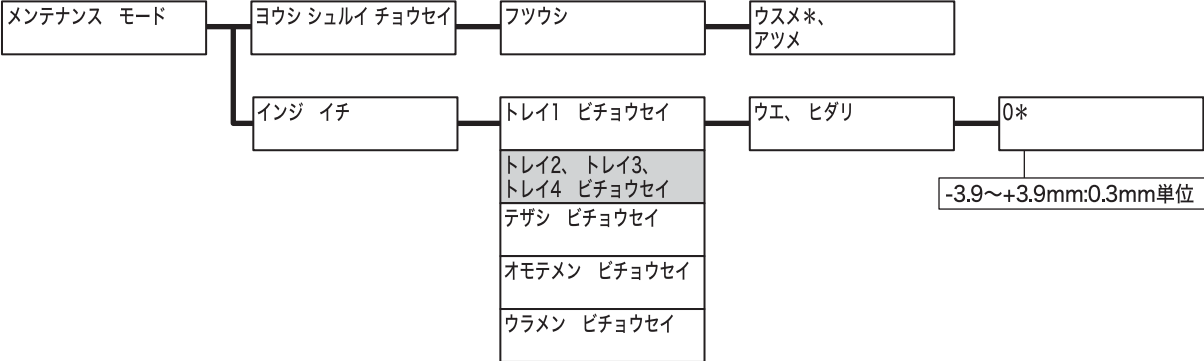 メンテナンス モード
ヨウシ シュルイ チョウセイ
フツウシ
ウスメ＊、
アツメ
インジ イチ
トレイ1 ビチョウセイ
ウエ、 ヒダリ
0＊
トレイ2、 トレイ3、
トレイ4 ビチョウセイ
-3.9～+3.9mm:0.3mm単位
テザシ ビチョウセイ
オモテメン ビチョウセイ
ウラメン ビチョウセイ